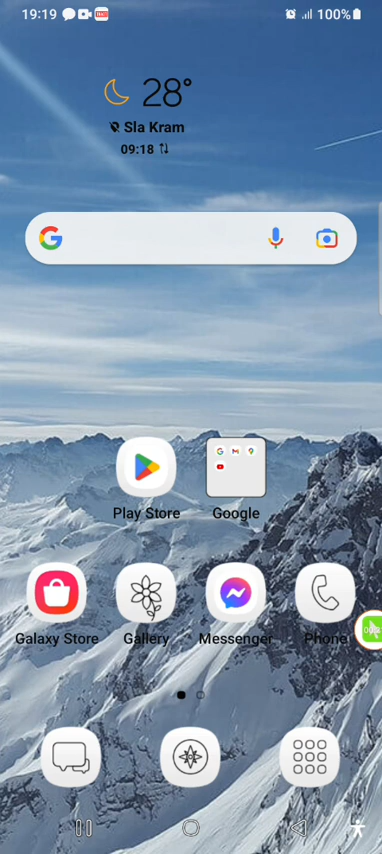 19:19
100%
28°
Sla Kram
09:18
Play Store
Google
Galaxy Store
Gallery
Messenger
Phone